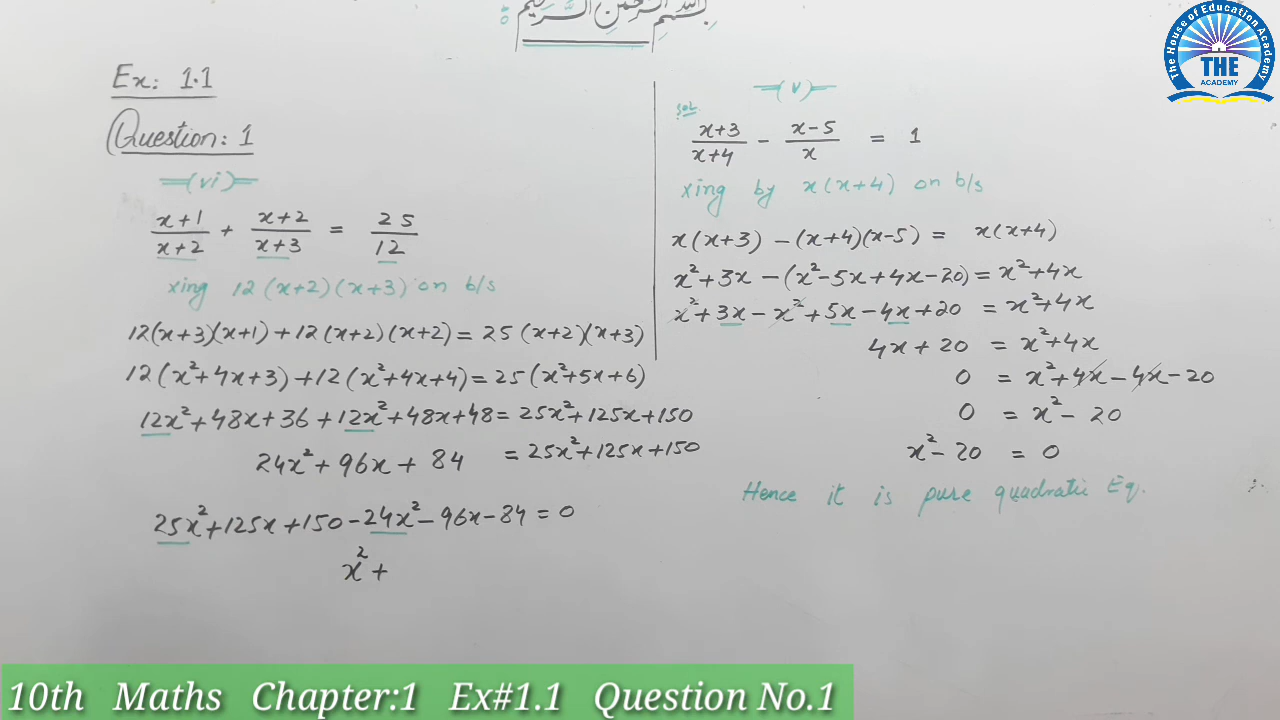 بسم اللہ الرحمن الرحیم
The House of Education Academy
THE
ACADEMY
Ex: 1.1
Question: 1
(vi)
x+1/x+2 + x+2/x+3 = 25/12
xing 12(x+2)(x+3) on b/s
12(x+3)(x+1)+12(x+2)(x+2)=25(x+2)(x+3)
12(x²+4x+3)+12(x²+4x+4)=25(x²+5x+6)
12x²+48x+36+12x²+48x+48=25x²+125x+150
24x²+96x+84 =25x²+125x+150
25x²+125x+150-24x²-96x-84=0
x²+
(v)
sol.
x+3/x+4 - x-5/x = 1
xing by x(x+4) on b/s
x(x+3) -(x+4)(x-5)= x(x+4)
x²+3x-(x²-5x+4x-20)=x²+4x
x²+3x-x²+5x-4x+20 =x²+4x
4x+20 =x²+4x
0 =x²+4x-4x-20
0 =x²-20
x²-20 =0
Hence it is pure quadratic Eq.
10th Maths Chapter:1 Ex#1.1 Question No.1